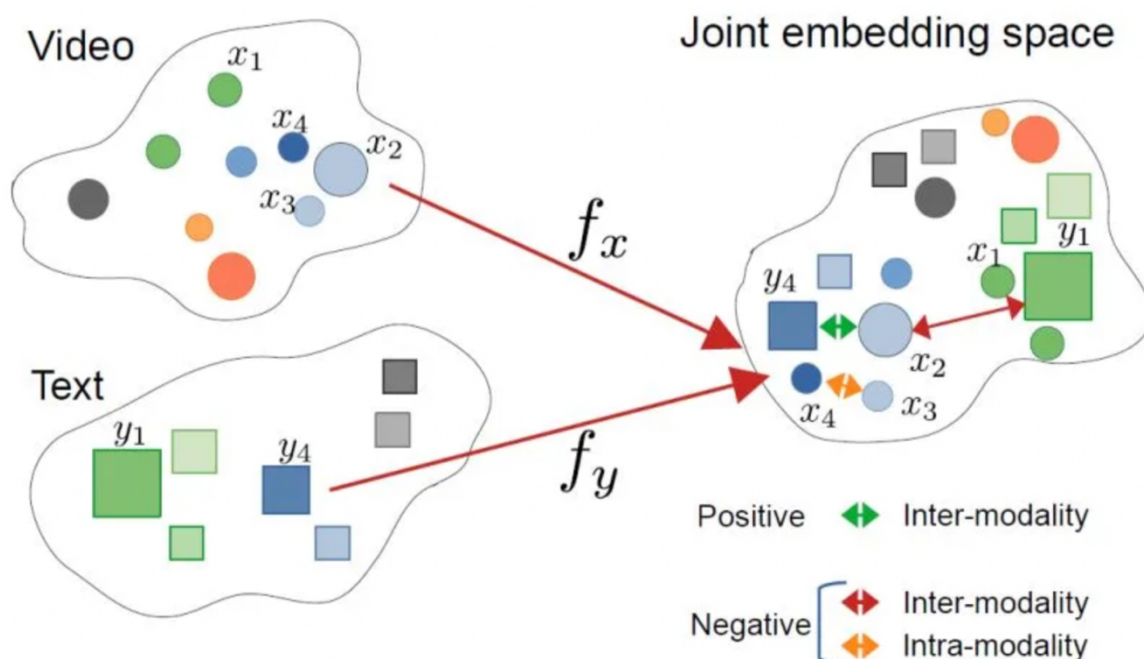 Video
x₁
x₄
x₂
x₃
Text
y₁
y₄
fₓ
f_y
Joint embedding space
x₁
y₁
y₄
x₂
x₄
x₃
Positive
Inter-modality
Negative
Inter-modality
Intra-modality